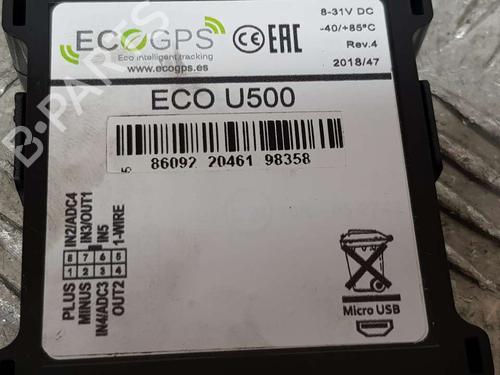 ECOGPS
Eco intelligent tracking
www.ecogps.es
CE EAC
8-31V DC
-40/+85°C
Rev.4
2018/47
ECO U500
86092 20461 98358
PLUS IN2/ADC4
MINUS IN3/OUT1
IN4/ADC3 IN5
OUT2 1-WIRE
8 7 6 5
1 2 3 4
Micro USB
B-PARTS